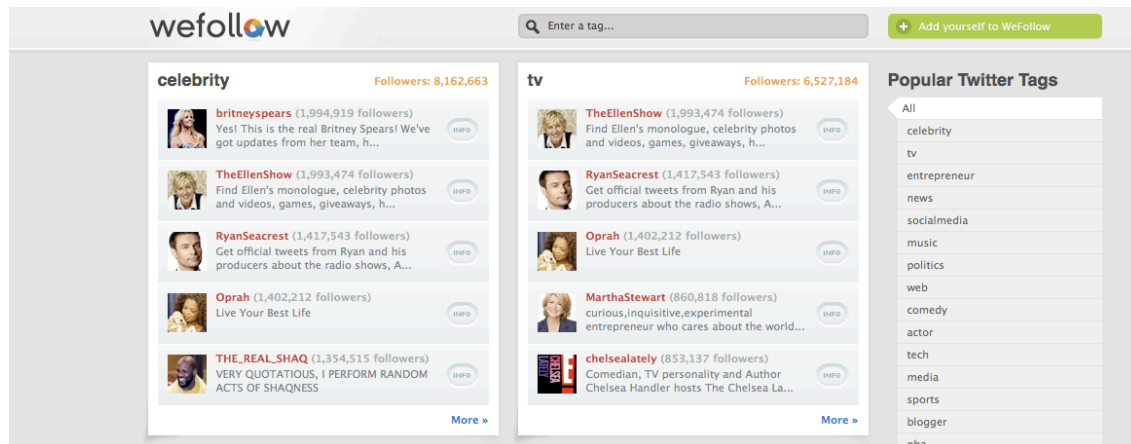 wefollow
Enter a tag...
Add yourself to WeFollow
celebrity
Followers: 8,162,663
britneyspears (1,994,919 followers)
Yes! This is the real Britney Spears! We've
got updates from her team, h...
INFO
TheEllenShow (1,993,474 followers)
Find Ellen's monologue, celebrity photos
and videos, games, giveaways, h...
INFO
RyanSeacrest (1,417,543 followers)
Get official tweets from Ryan and his
producers about the radio shows, A...
INFO
Oprah (1,402,212 followers)
Live Your Best Life
INFO
THE_REAL_SHAQ (1,354,515 followers)
VERY QUOTATIOUS, I PERFORM RANDOM
ACTS OF SHAQNESS
INFO
More »
tv
Followers: 6,527,184
TheEllenShow (1,993,474 followers)
Find Ellen's monologue, celebrity photos
and videos, games, giveaways, h...
INFO
RyanSeacrest (1,417,543 followers)
Get official tweets from Ryan and his
producers about the radio shows, A...
INFO
Oprah (1,402,212 followers)
Live Your Best Life
INFO
MarthaStewart (860,818 followers)
curious,inquisitive,experimental
entrepreneur who cares about the world...
INFO
CHELSEA
LATELY
E!
chelsealately (853,137 followers)
Comedian, TV personality and Author
Chelsea Handler hosts The Chelsea La...
INFO
More »
Popular Twitter Tags
All
celebrity
tv
entrepreneur
news
socialmedia
music
politics
web
comedy
actor
tech
media
sports
blogger